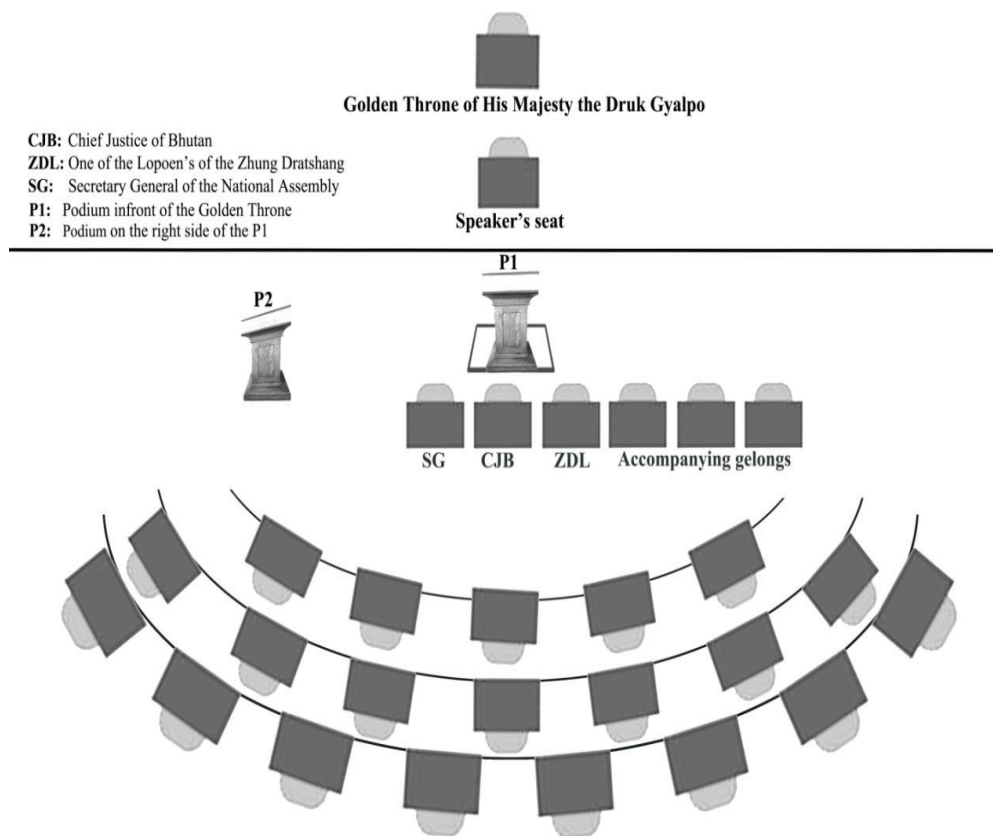 Golden Throne of His Majesty the Druk Gyalpo
CJB: Chief Justice of Bhutan
ZDL: One of the Lopoen's of the Zhung Dratshang
SG: Secretary General of the National Assembly
P1: Podium infront of the Golden Throne
P2: Podium on the right side of the P1
Speaker's seat
P1
P2
SG CJB ZDL Accompanying gelongs